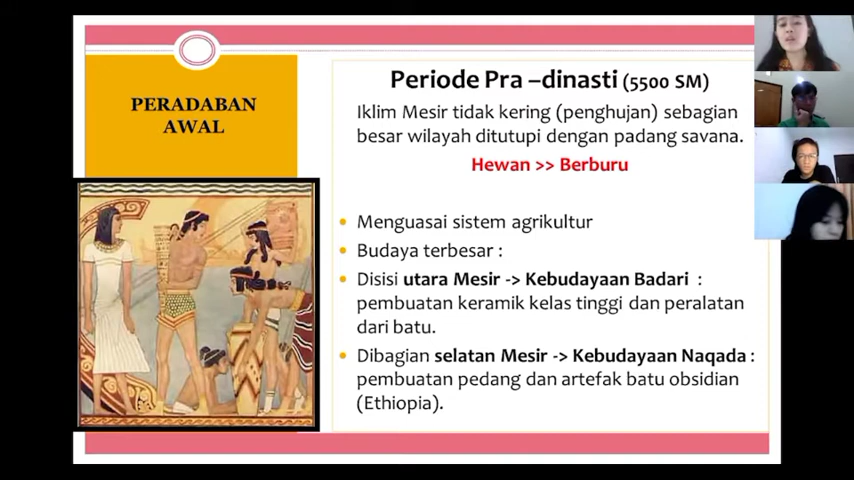 PERADABAN
AWAL
Periode Pra –dinasti (5500 SM)
Iklim Mesir tidak kering (penghujan) sebagian
besar wilayah ditutupi dengan padang savana.
Hewan >> Berburu
• Menguasai sistem agrikultur
• Budaya terbesar :
• Disisi utara Mesir -> Kebudayaan Badari :
pembuatan keramik kelas tinggi dan peralatan
dari batu.
• Dibagian selatan Mesir -> Kebudayaan Naqada :
pembuatan pedang dan artefak batu obsidian
(Ethiopia).